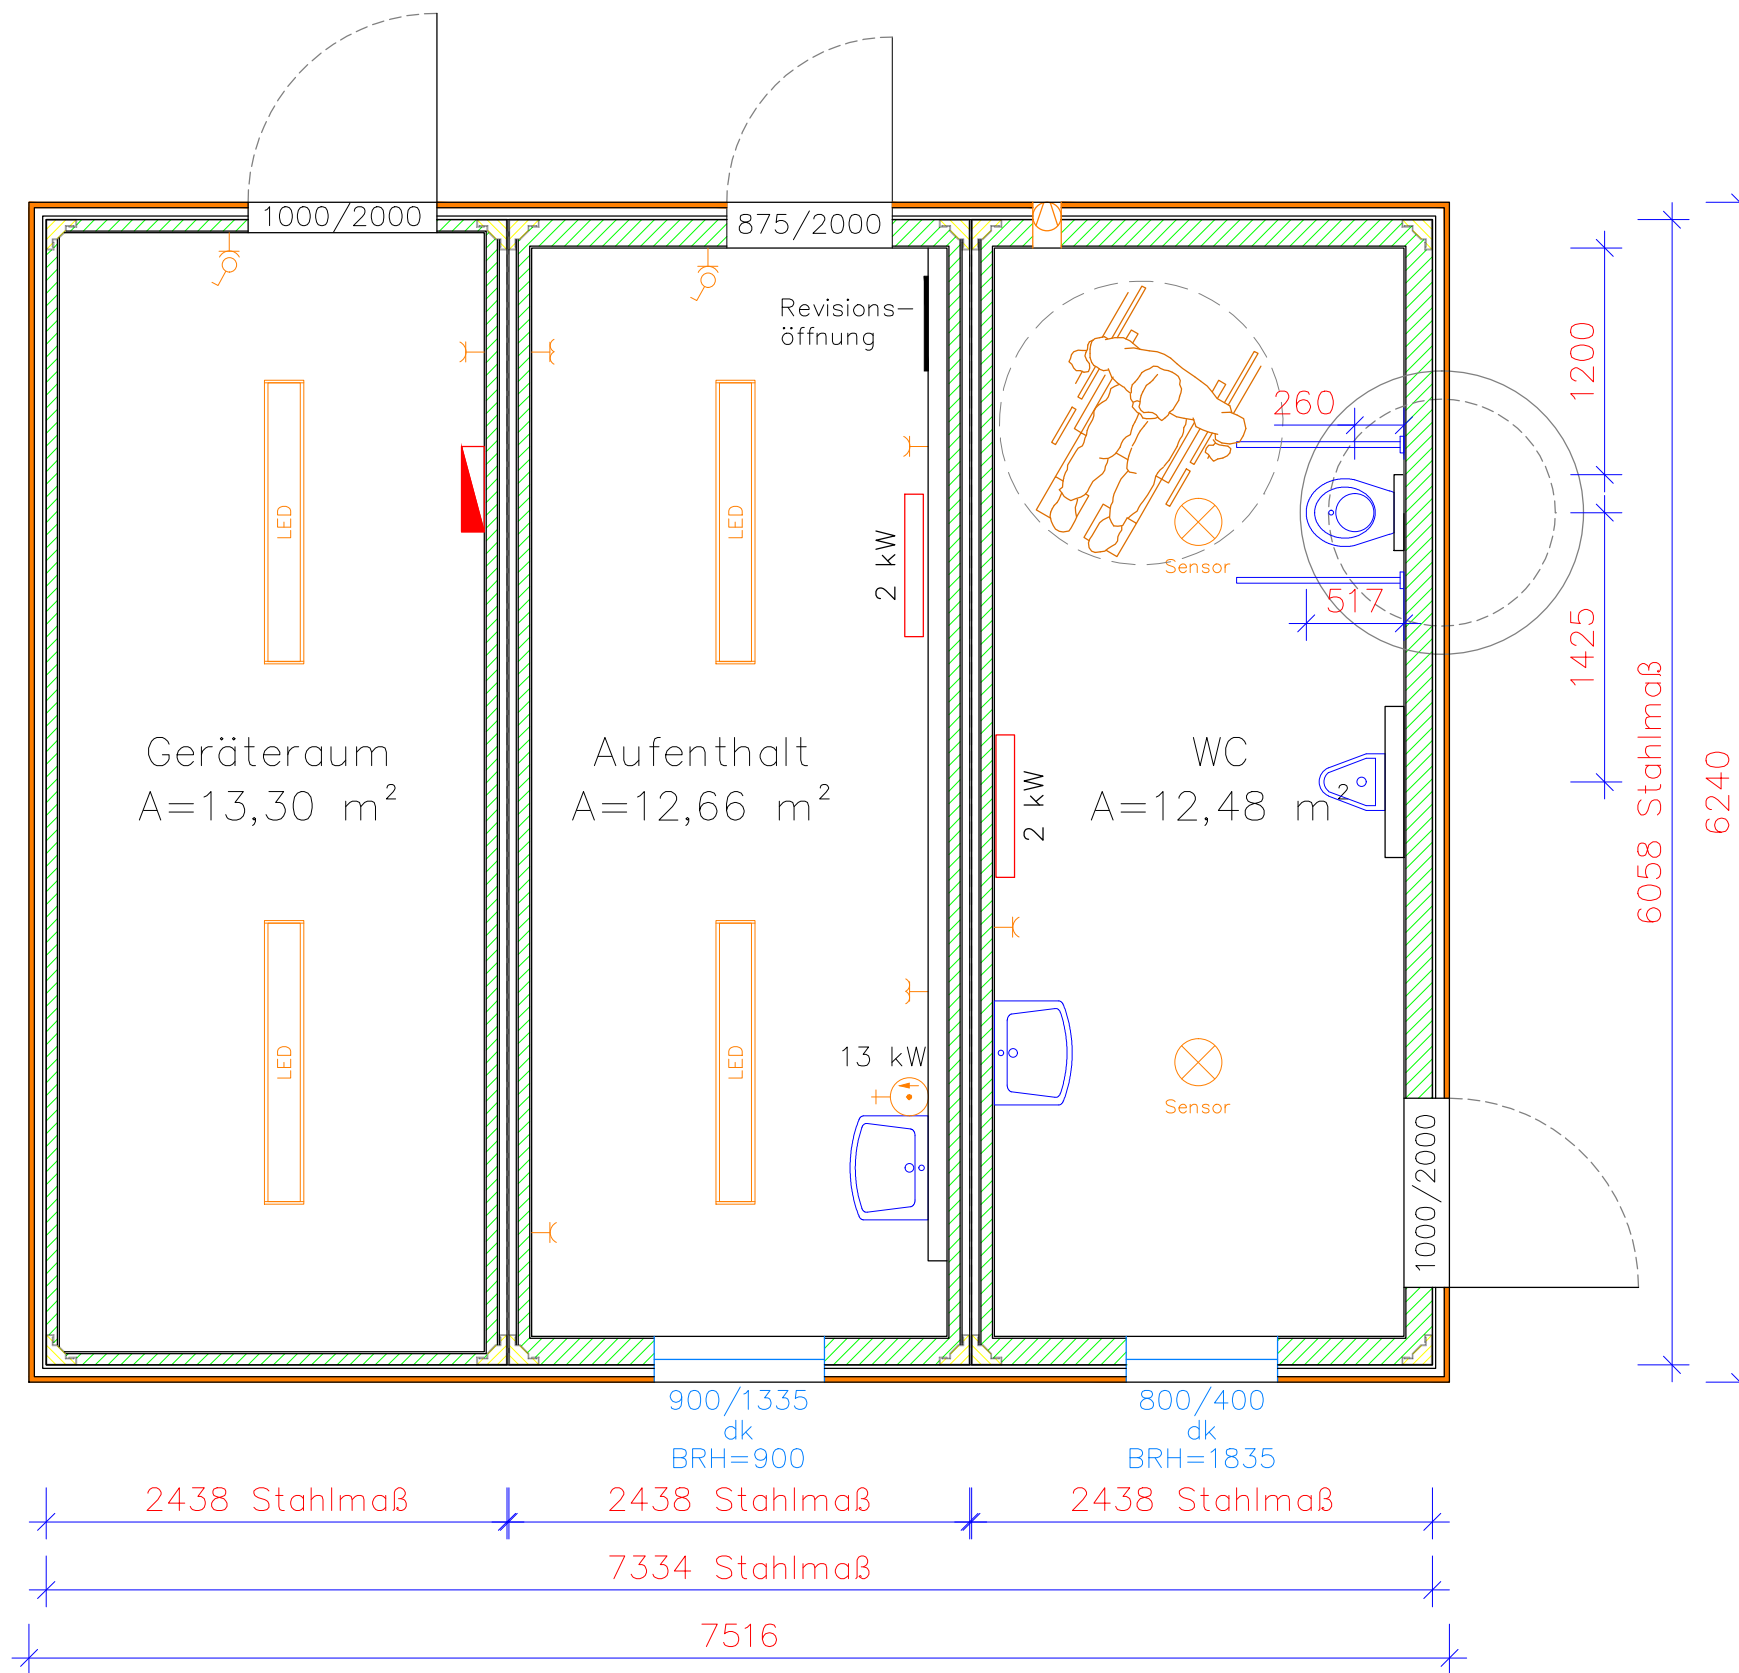 1000/2000
875/2000
Revisions-
öffnung
260
1200
LED
LED
2 kW
Sensor
517
1425
6058 Stahlmaß
6240
Geräteraum
A=13,30 m²
Aufenthalt
A=12,66 m²
WC
A=12,48 m²
2 kW
LED
LED
13 kW
Sensor
1000/2000
900/1335
dk
BRH=900
800/400
dk
BRH=1835
2438 Stahlmaß
2438 Stahlmaß
2438 Stahlmaß
7334 Stahlmaß
7516